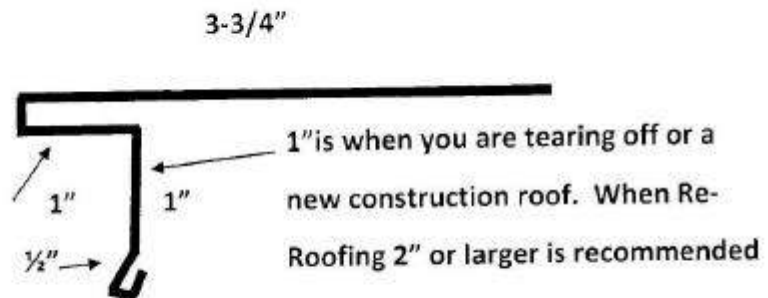 3-3/4”
1”is when you are tearing off or a
1”
1”
new construction roof. When Re-
½”
Roofing 2” or larger is recommended